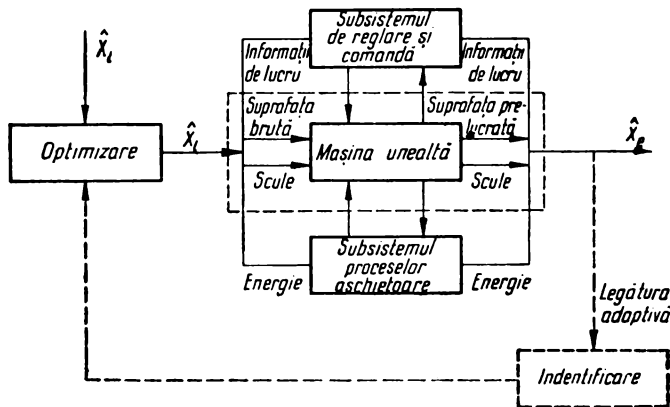 X̂ᵢ
Subsistemul
de reglare și
comandă
Informații
de lucru
Informații
de lucru
Suprafața
brută
Suprafața pre-
lucrată
Optimizare
X̂ᵢ
Mașina unealtă
X̂ₑ
Scule
Scule
Subsistemul
proceselor
așchietoare
Energie
Energie
Legătura
adaptivă
Indentificare